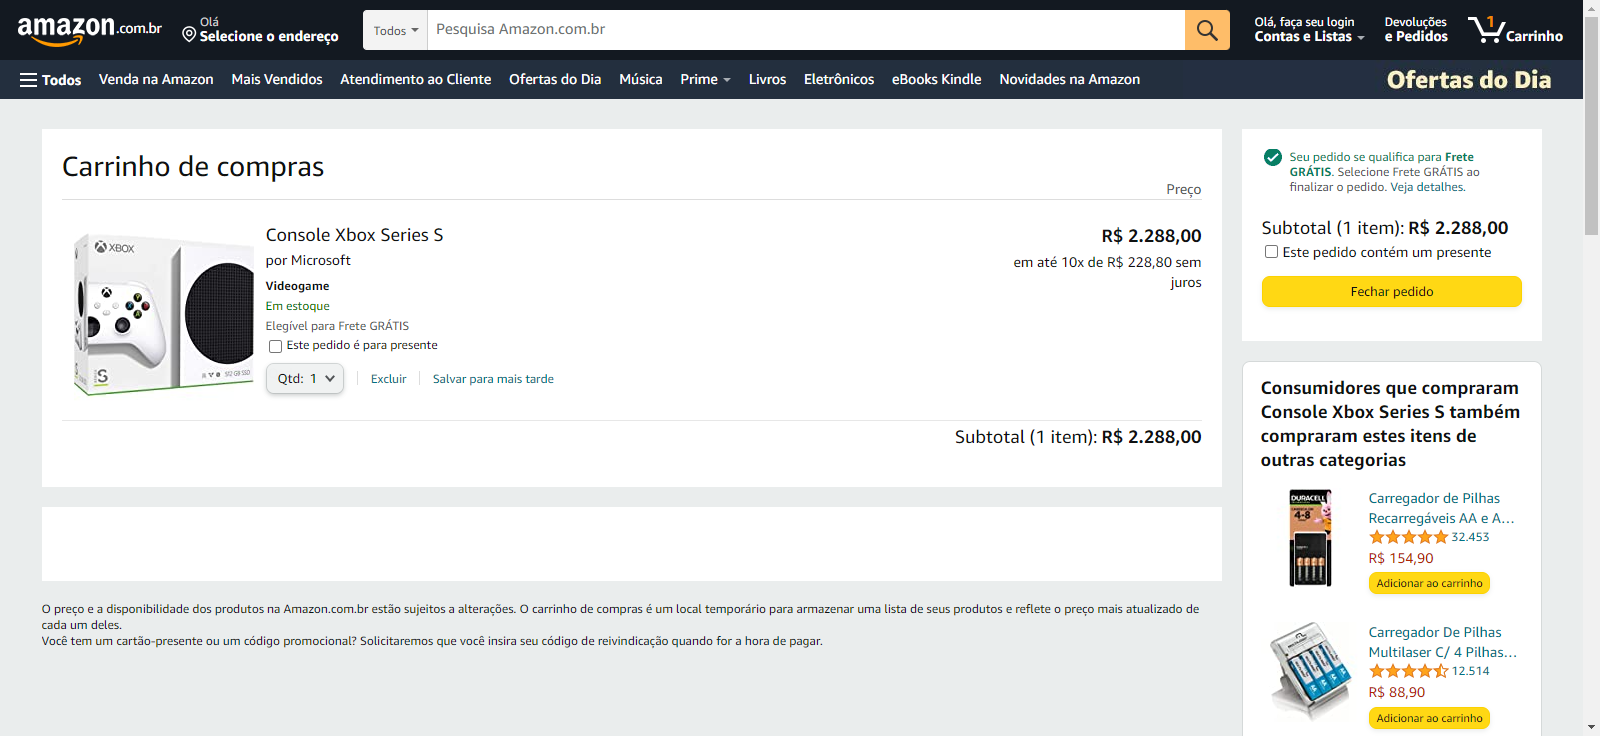 amazon.com.br
Olá
Selecione o endereço
Todos
Pesquisa Amazon.com.br
Olá, faça seu login
Contas e Listas
Devoluções
e Pedidos
1
Carrinho
Todos
Venda na Amazon
Mais Vendidos
Atendimento ao Cliente
Ofertas do Dia
Música
Prime
Livros
Eletrônicos
eBooks Kindle
Novidades na Amazon
Ofertas do Dia
Carrinho de compras
Preço
XBOX
S
512 GB SSD
Console Xbox Series S
por Microsoft
Videogame
Em estoque
Elegível para Frete GRÁTIS
Este pedido é para presente
Qtd: 1
Excluir
Salvar para mais tarde
R$ 2.288,00
em até 10x de R$ 228,80 sem
juros
Subtotal (1 item): R$ 2.288,00
O preço e a disponibilidade dos produtos na Amazon.com.br estão sujeitos a alterações. O carrinho de compras é um local temporário para armazenar uma lista de seus produtos e reflete o preço mais atualizado de
cada um deles.
Você tem um cartão-presente ou um código promocional? Solicitaremos que você insira seu código de reivindicação quando for a hora de pagar.
Seu pedido se qualifica para Frete
GRÁTIS. Selecione Frete GRÁTIS ao
finalizar o pedido. Veja detalhes.
Subtotal (1 item): R$ 2.288,00
Este pedido contém um presente
Fechar pedido
Consumidores que compraram
Console Xbox Series S também
compraram estes itens de
outras categorias
DURACELL
4-8
Carregador de Pilhas
Recarregáveis AA e A...
32.453
R$ 154,90
Adicionar ao carrinho
Carregador De Pilhas
Multilaser C/ 4 Pilhas...
12.514
R$ 88,90
Adicionar ao carrinho